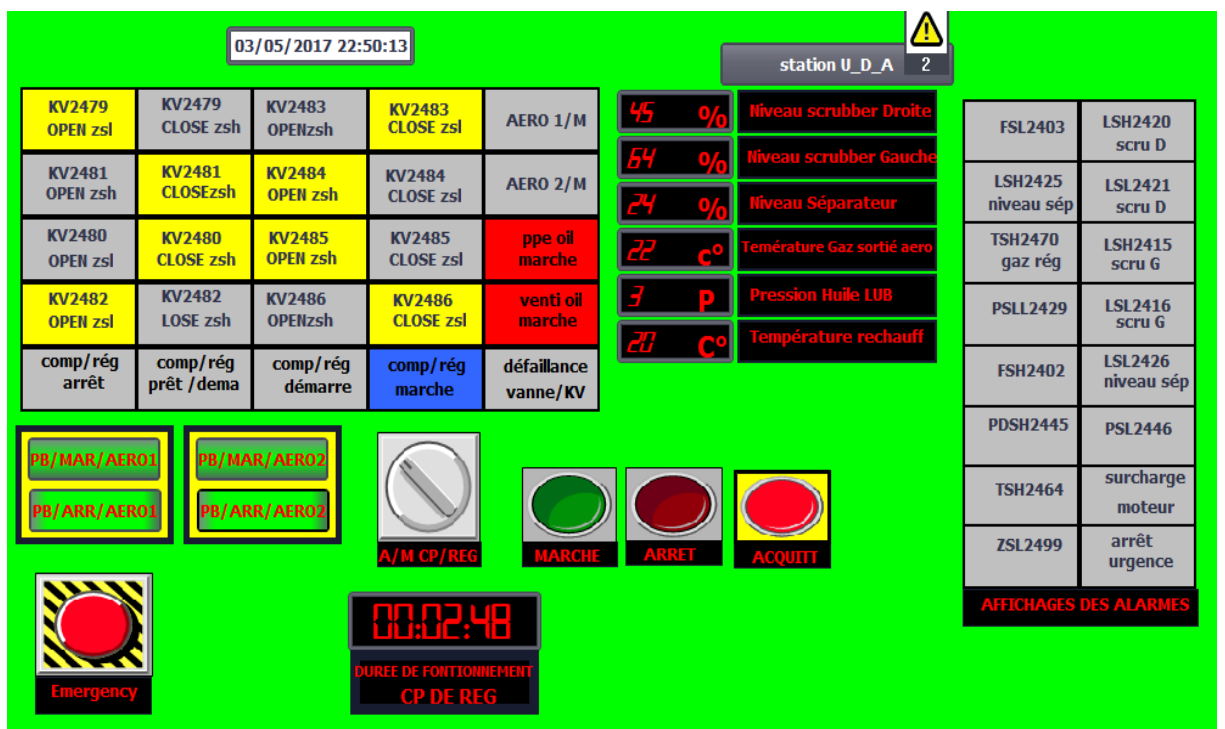 03/05/2017 22:50:13
station U_D_A 2
KV2479
OPEN zsl
KV2479
CLOSE zsh
KV2483
OPENzsh
KV2483
CLOSE zsl
AERO 1/M
KV2481
OPEN zsh
KV2481
CLOSEzsh
KV2484
OPEN zsh
KV2484
CLOSE zsl
AERO 2/M
KV2480
OPEN zsl
KV2480
CLOSE zsh
KV2485
OPEN zsh
KV2485
CLOSE zsl
ppe oil
marche
KV2482
OPEN zsl
KV2482
LOSE zsh
KV2486
OPENzsh
KV2486
CLOSE zsl
venti oil
marche
comp/rég
arrêt
comp/rég
prêt /dema
comp/rég
démarre
comp/rég
marche
défaillance
vanne/KV
45 % Niveau scrubber Droite
64 % Niveau scrubber Gauche
24 % Niveau Séparateur
22 c° Temérature Gaz sortié aero
3 P Pression Huile LUB
20 C° Température rechauff
FSL2403
LSH2420
scru D
LSH2425
niveau sép
LSL2421
scru D
TSH2470
gaz rég
LSH2415
scru G
PSLL2429
LSL2416
scru G
FSH2402
LSL2426
niveau sép
PDSH2445
PSL2446
TSH2464
surcharge
moteur
ZSL2499
arrêt
urgence
AFFICHAGES DES ALARMES
PB/MAR/AERO1
PB/ARR/AERO1
PB/MAR/AERO2
PB/ARR/AERO2
A/M CP/REG
MARCHE
ARRET
ACQUITT
Emergency
00:02:48
DUREE DE FONTIONNEMENT
CP DE REG